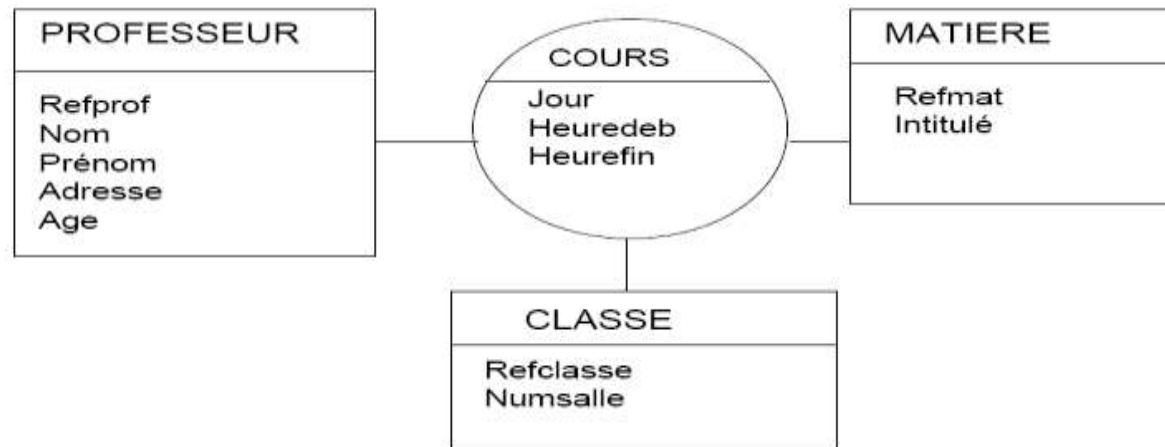 PROFESSEUR
Refprof
Nom
Prénom
Adresse
Age
COURS
Jour
Heuredeb
Heurefin
MATIERE
Refmat
Intitulé
CLASSE
Refclasse
Numsalle